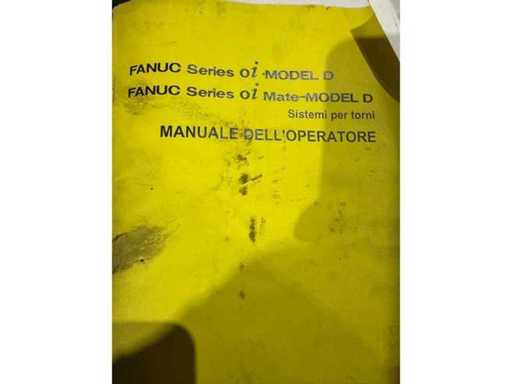 FANUC Series 0i-MODEL D
FANUC Series 0i Mate-MODEL D
Sistemi per torni
MANUALE DELL'OPERATORE